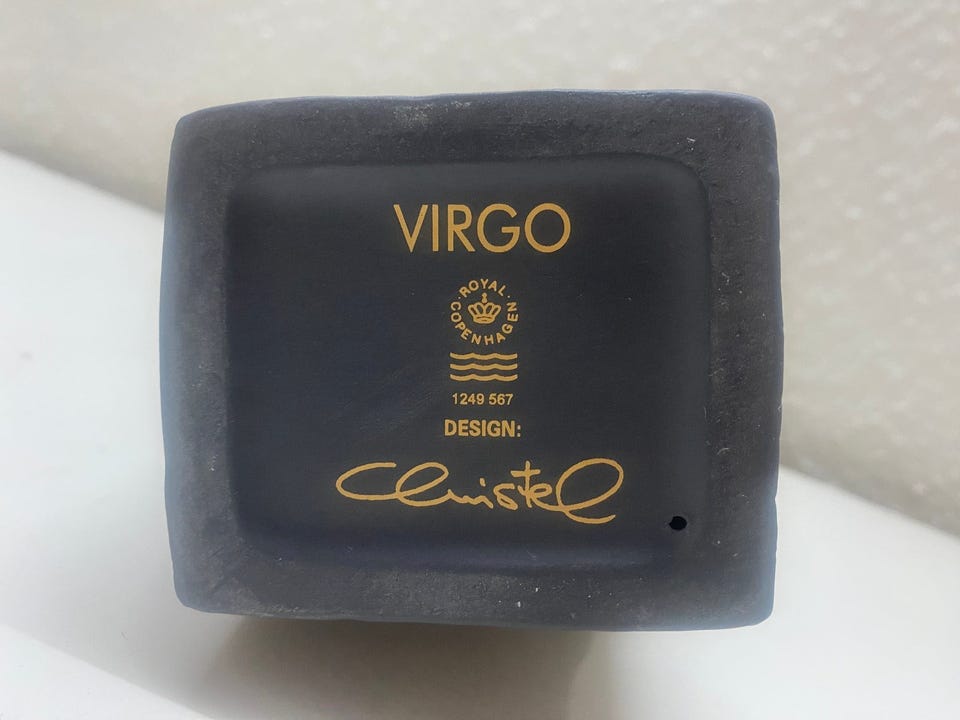 VIRGO
ROYAL
COPENHAGEN
1249 567
DESIGN:
Christel